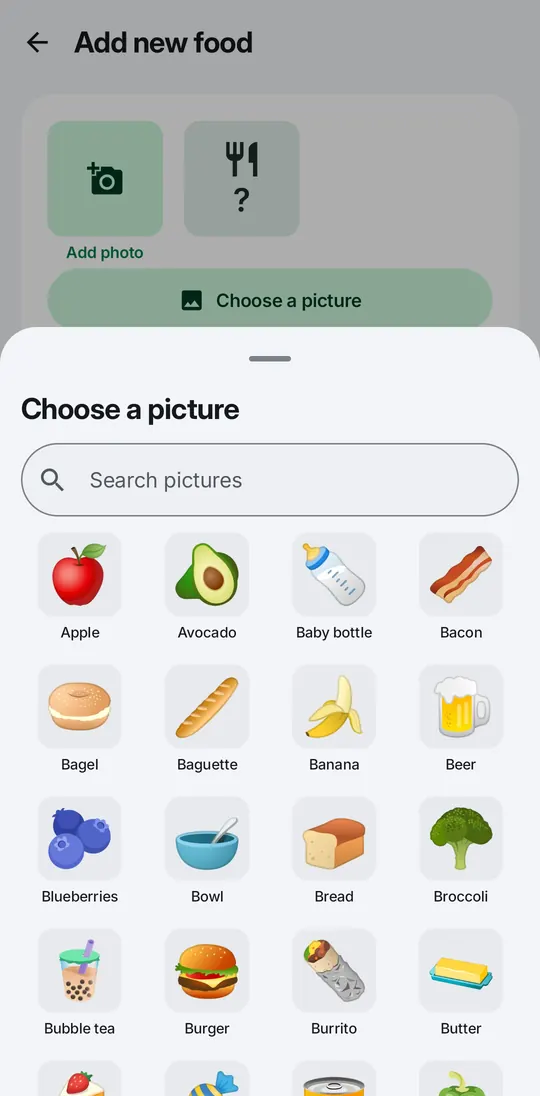 Add new food
?
Add photo
Choose a picture
Choose a picture
Search pictures
Apple Avocado Baby bottle Bacon
Bagel Baguette Banana Beer
Blueberries Bowl Bread Broccoli
Bubble tea Burger Burrito Butter